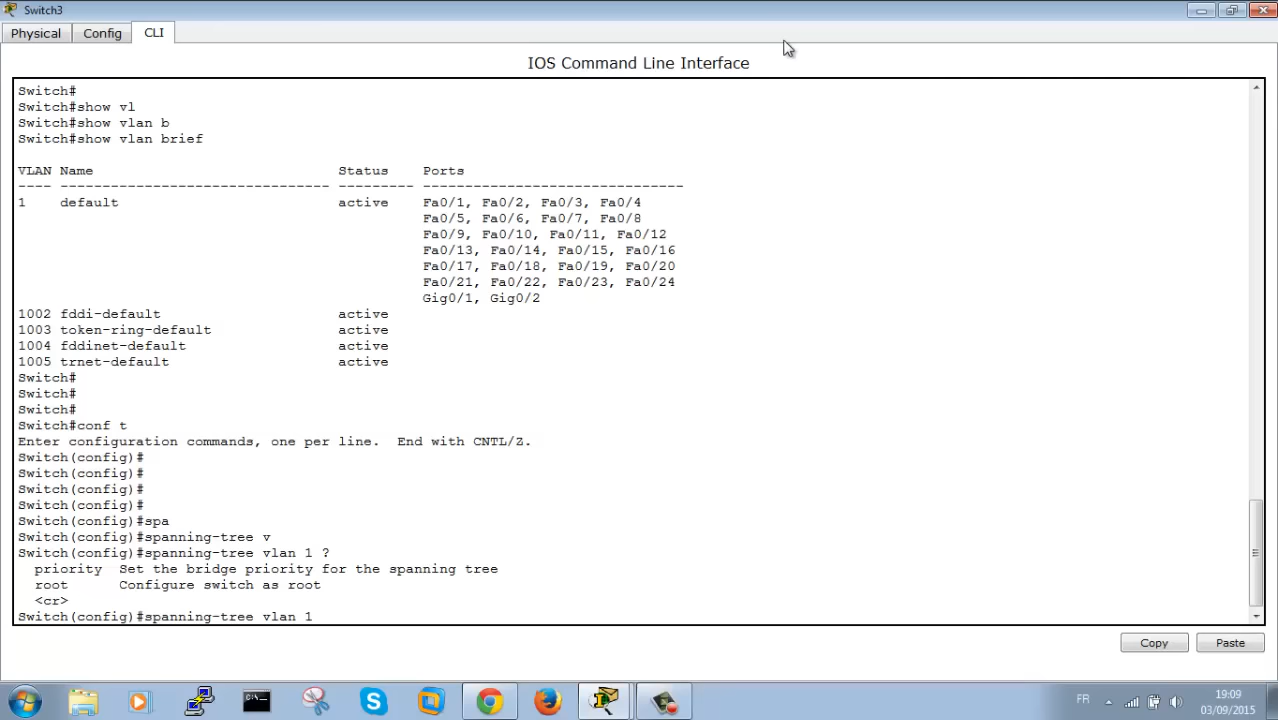 Switch3
Physical Config CLI
IOS Command Line Interface
Switch#
Switch#show vl
Switch#show vlan b
Switch#show vlan brief
VLAN Name Status Ports
---- -------------------------------- --------- -------------------------------
1 default active Fa0/1, Fa0/2, Fa0/3, Fa0/4
Fa0/5, Fa0/6, Fa0/7, Fa0/8
Fa0/9, Fa0/10, Fa0/11, Fa0/12
Fa0/13, Fa0/14, Fa0/15, Fa0/16
Fa0/17, Fa0/18, Fa0/19, Fa0/20
Fa0/21, Fa0/22, Fa0/23, Fa0/24
Gig0/1, Gig0/2
1002 fddi-default active
1003 token-ring-default active
1004 fddinet-default active
1005 trnet-default active
Switch#
Switch#
Switch#
Switch#conf t
Enter configuration commands, one per line. End with CNTL/Z.
Switch(config)#
Switch(config)#
Switch(config)#
Switch(config)#
Switch(config)#spa
Switch(config)#spanning-tree v
Switch(config)#spanning-tree vlan 1 ?
priority Set the bridge priority for the spanning tree
root Configure switch as root
<cr>
Switch(config)#spanning-tree vlan 1
Copy Paste
FR
19:09
03/09/2015